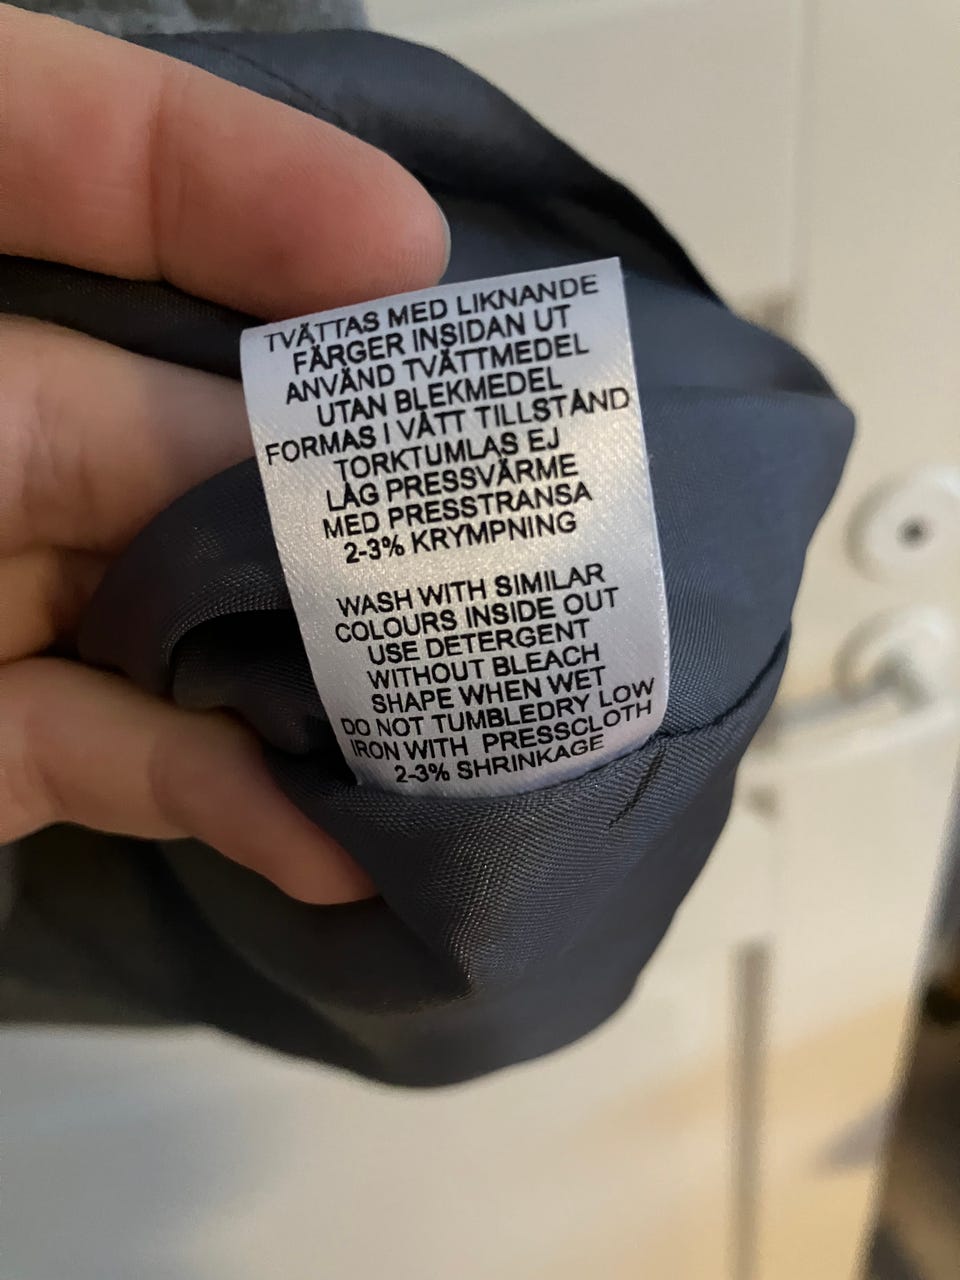 TVÄTTAS MED LIKNANDE
FÄRGER INSIDAN UT
ANVÄND TVÄTTMEDEL
UTAN BLEKMEDEL
FORMAS I VÅTT TILLSTÅND
TORKTUMLAS EJ
LÅG PRESSVÄRME
MED PRESSTRANSA
2-3% KRYMPNING
WASH WITH SIMILAR
COLOURS INSIDE OUT
USE DETERGENT
WITHOUT BLEACH
SHAPE WHEN WET
DO NOT TUMBLEDRY LOW
IRON WITH PRESSCLOTH
2-3% SHRINKAGE